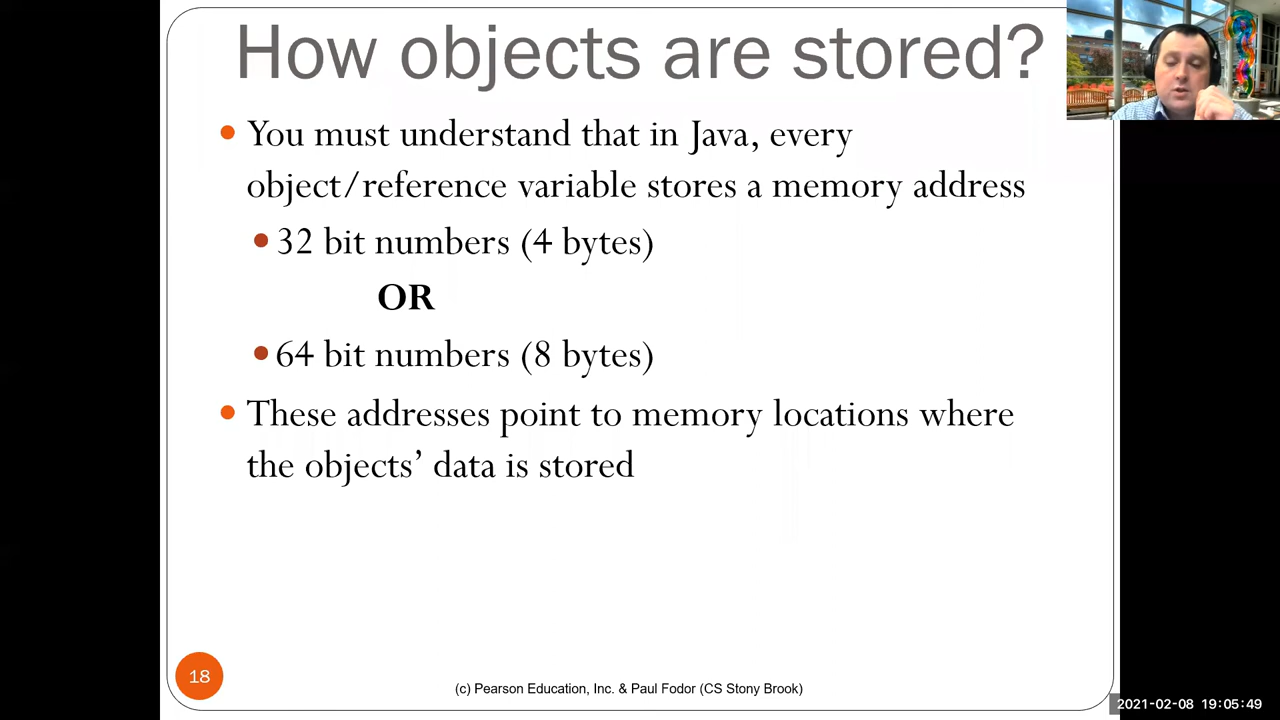 How objects are stored?
You must understand that in Java, every
object/reference variable stores a memory address
32 bit numbers (4 bytes)
OR
64 bit numbers (8 bytes)
These addresses point to memory locations where
the objects’ data is stored
18
(c) Pearson Education, Inc. & Paul Fodor (CS Stony Brook)
2021-02-08 19:05:49